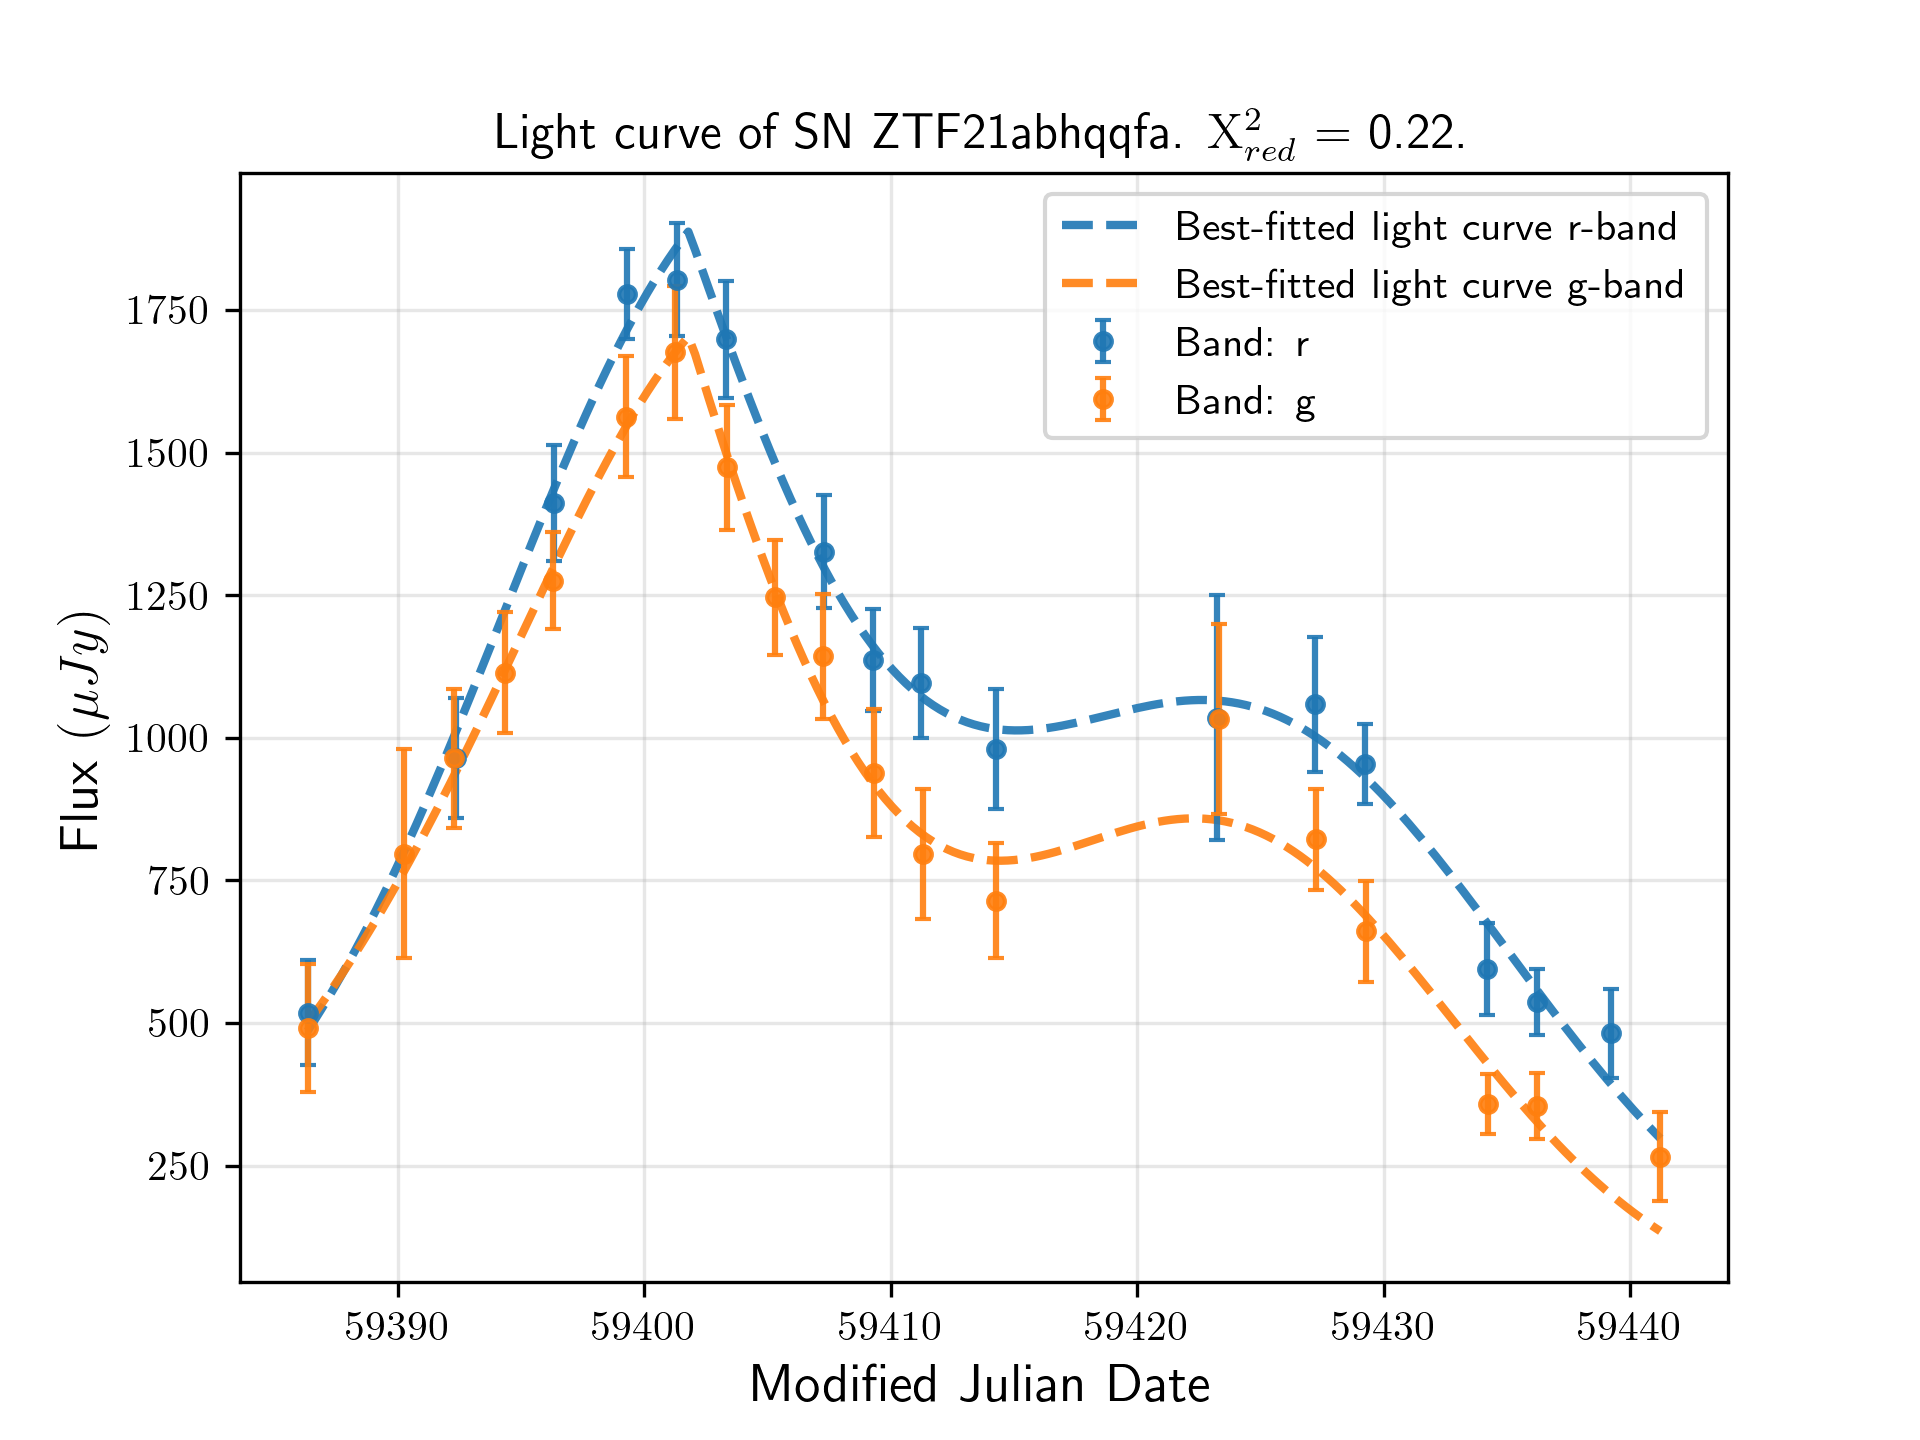 Light curve of SN ZTF21abhqqfa. X²_red = 0.22.
Best-fitted light curve r-band
Best-fitted light curve g-band
Band: r
Band: g
Flux (μJy)
1750
1500
1250
1000
750
500
250
59390 59400 59410 59420 59430 59440
Modified Julian Date